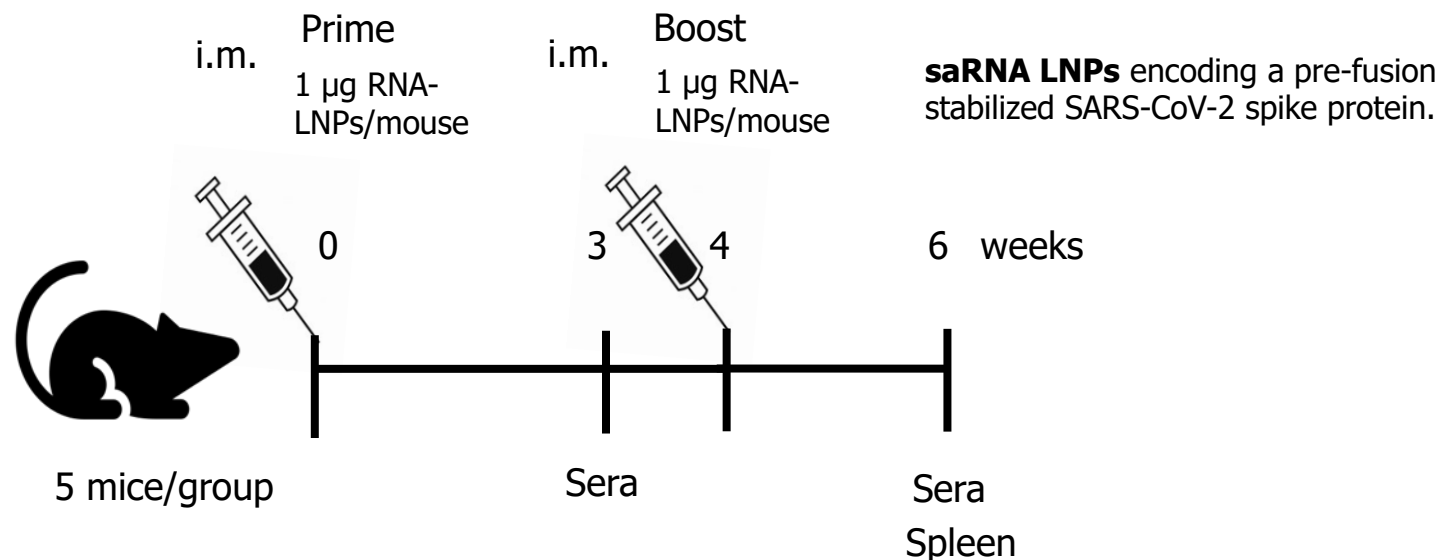 i.m.
Prime
1 µg RNA-
LNPs/mouse
i.m.
Boost
1 µg RNA-
LNPs/mouse
saRNA LNPs encoding a pre-fusion
stabilized SARS-CoV-2 spike protein.
0
3
4
6 weeks
5 mice/group
Sera
Sera
Spleen